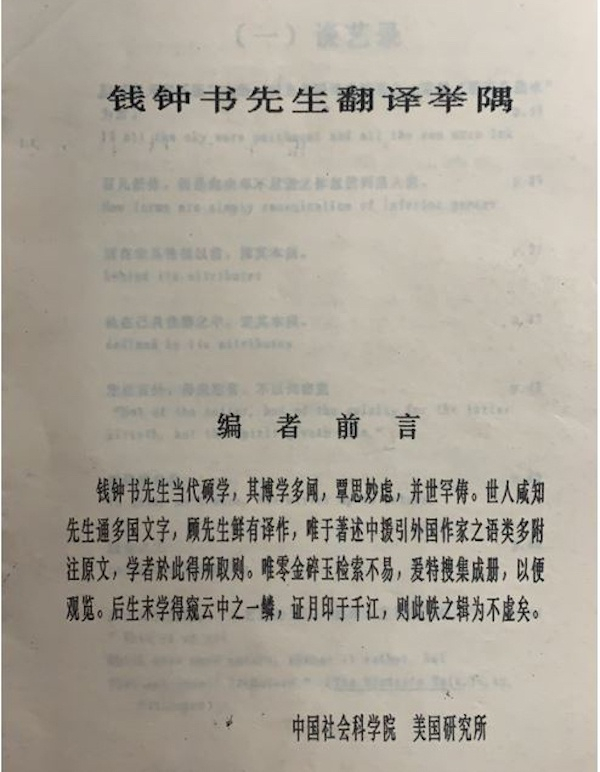 钱钟书先生翻译举隅
编者前言
钱钟书先生当代硕学，其博学多闻，覃思妙虑，并世罕俦。世人咸知
先生通多国文字，顾先生鲜有译作，唯于著述中援引外国作家之语类多附
注原文，学者於此得所取则。唯零金碎玉检索不易，爰特搜集成册，以便
观览。后生末学得窥云中之一鳞，证月印于千江，则此帙之辑为不虚矣。
中国社会科学院 美国研究所